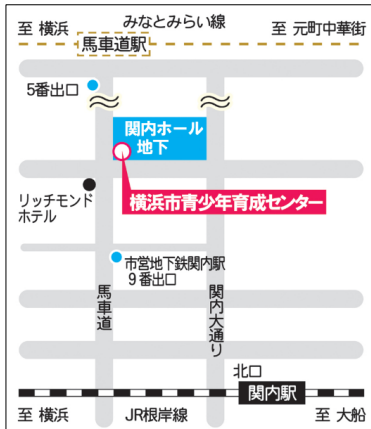 みなとみらい線
至 横浜
至 元町中華街
馬車道駅
5番出口
関内ホール
地下
リッチモンド
ホテル
横浜市青少年育成センター
市営地下鉄関内駅
9番出口
馬車道
関内大通り
北口
関内駅
至 横浜
JR根岸線
至 大船